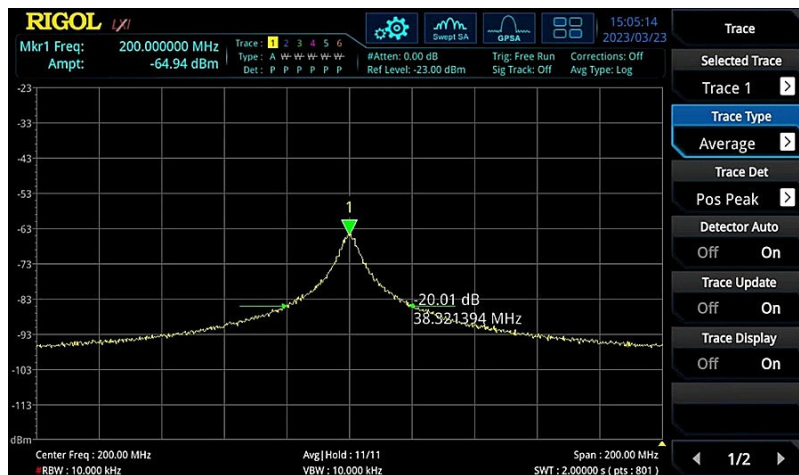 RIGOL LXI
15:05:14
2023/03/23
Swept SA
GPSA
Mkr1 Freq: 200.000000 MHz
Ampt: -64.94 dBm
Trace : 1 2 3 4 5 6
Type : A W W W W W
Det : P P P P P P
#Atten: 0.00 dB
Ref Level: -23.00 dBm
Trig: Free Run
Sig Track: Off
Corrections: Off
Avg Type: Log
-23
-33
-43
-53
-63
-73
-83
-93
-103
-113
dBm
1
-20.01 dB
38.321394 MHz
Center Freq : 200.00 MHz
#RBW : 10.000 kHz
Avg|Hold : 11/11
VBW : 10.000 kHz
Span : 200.00 MHz
SWT : 2.00000 s ( pts : 801 )
Trace
Selected Trace
Trace 1
Trace Type
Average
Trace Det
Pos Peak
Detector Auto
Off On
Trace Update
Off On
Trace Display
Off On
1/2